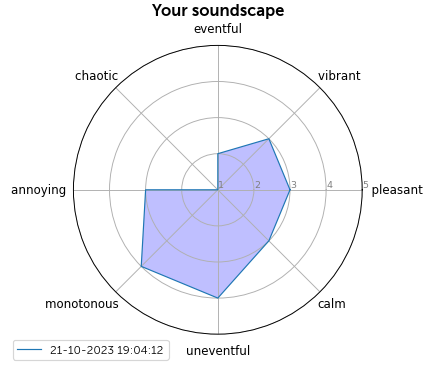 Your soundscape
eventful
chaotic
vibrant
annoying
1 2 3 4 5
pleasant
monotonous
calm
uneventful
21-10-2023 19:04:12